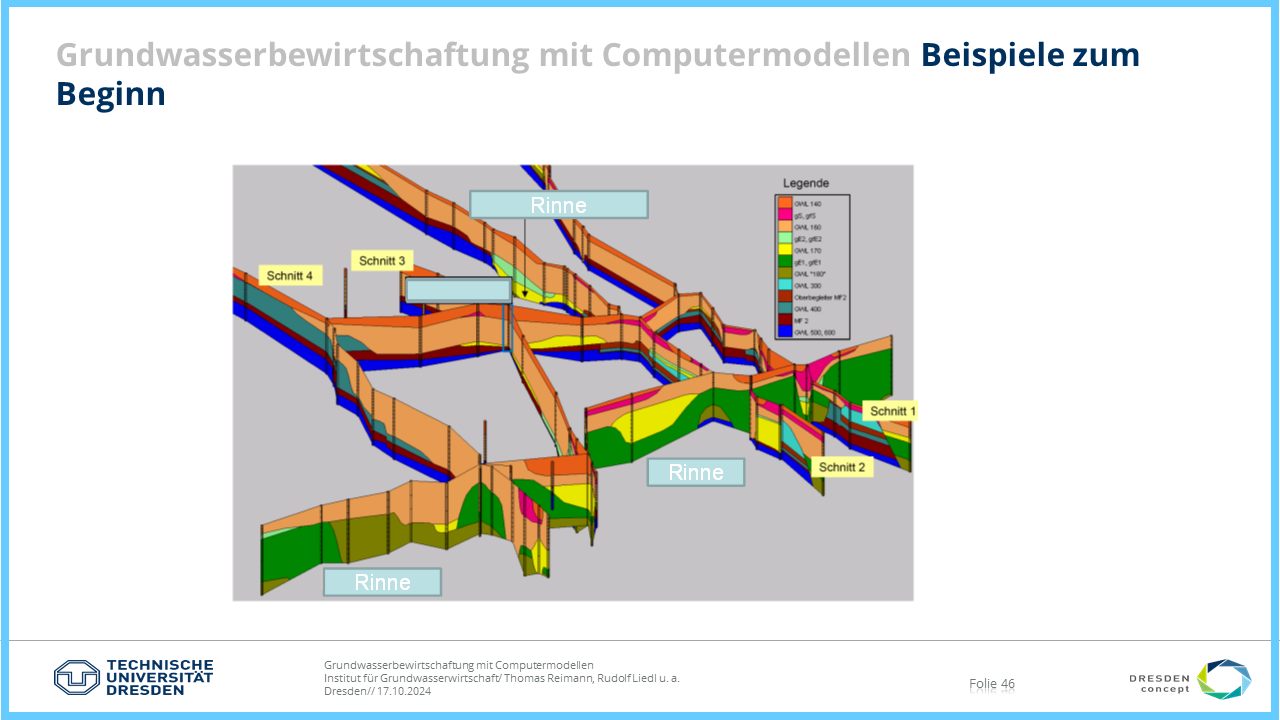 Grundwasserbewirtschaftung mit Computermodellen Beispiele zum
Beginn
Rinne
Legende
GWL 140
gS, gfS
GWL 160
gE2, gfE2
GWL 170
gE1, gfE1
GWL "180"
GWL 300
Oberbegleiter MF2
GWL 400
MF 2
GWL 500, 600
Schnitt 3
Schnitt 4
Schnitt 1
Schnitt 2
Rinne
Rinne
TECHNISCHE
UNIVERSITÄT
DRESDEN
Grundwasserbewirtschaftung mit Computermodellen
Institut für Grundwasserwirtschaft/ Thomas Reimann, Rudolf Liedl u. a.
Dresden// 17.10.2024
Folie 46
DRESDEN
concept